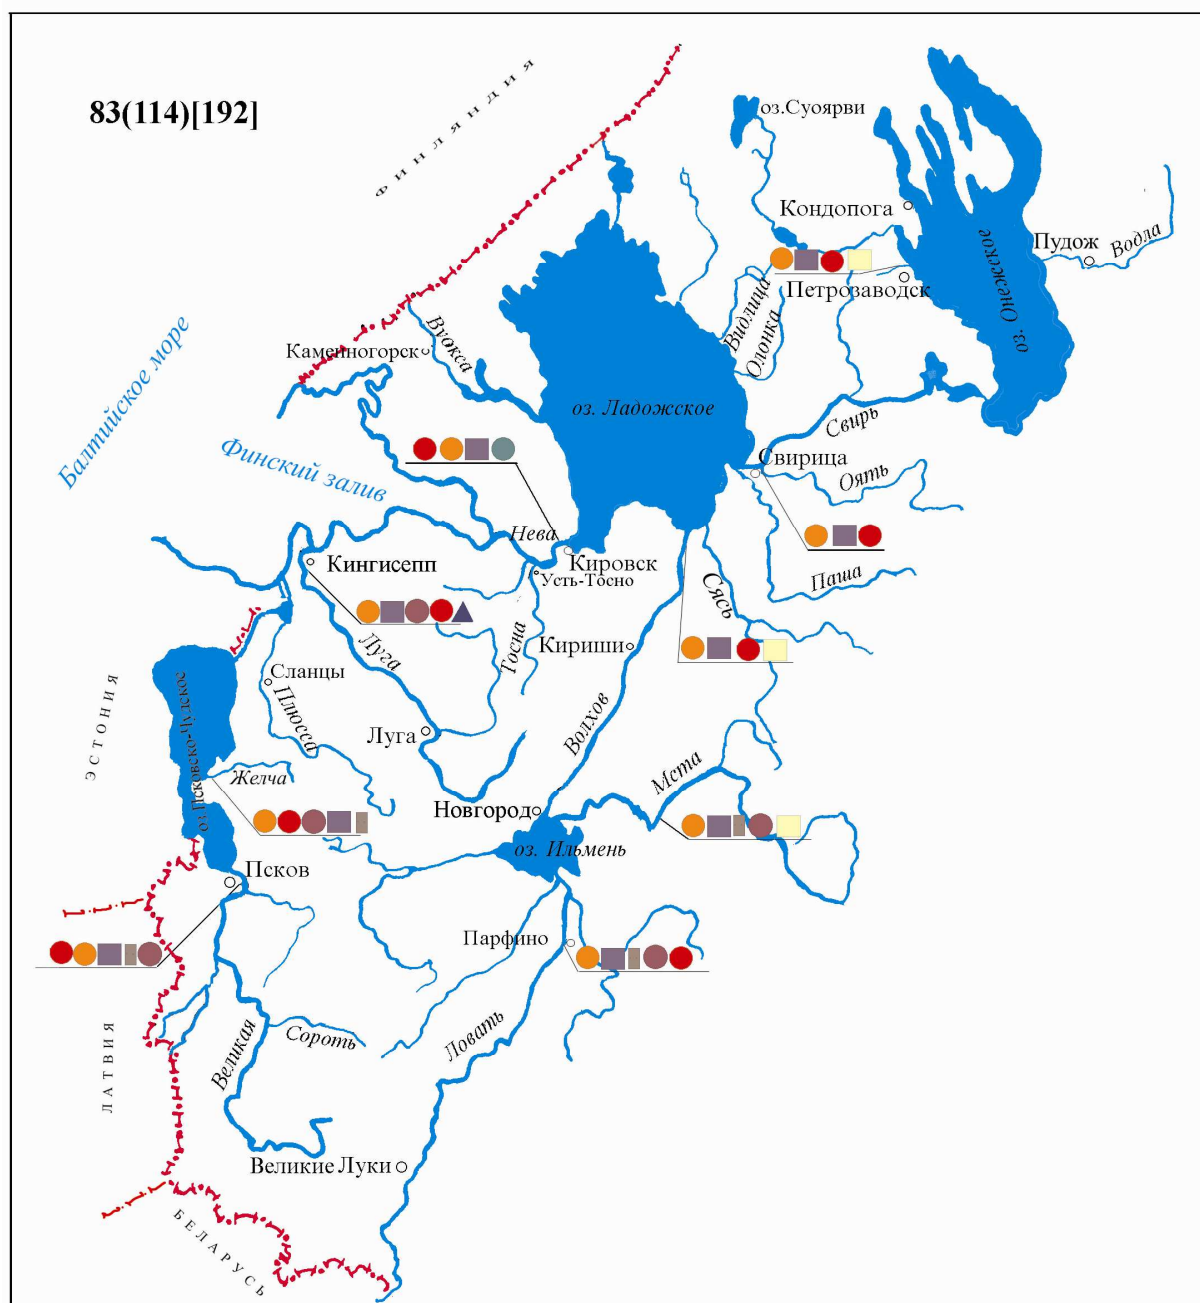 83(114)[192]
ФИНЛЯНДИЯ
оз.Суоярви
Кондопога
Пудож
Водла
оз. Онежское
Петрозаводск
Видлица
Олонка
Балтийское море
Каменногорск
Вуокса
оз. Ладожское
Свирь
Финский залив
Свирица
Оять
Нева
Кировск
Усть-Тосно
Кингисепп
Паша
Сясь
Луга
Тосна
Кириши
Сланцы
Плюсса
ЭСТОНИЯ
оз.Псковско-Чудское
Луга
Волхов
Желча
Мста
Новгород
оз. Ильмень
Псков
Парфино
Ловать
Сороть
Великая
ЛАТВИЯ
Великие Луки
БЕЛАРУСЬ